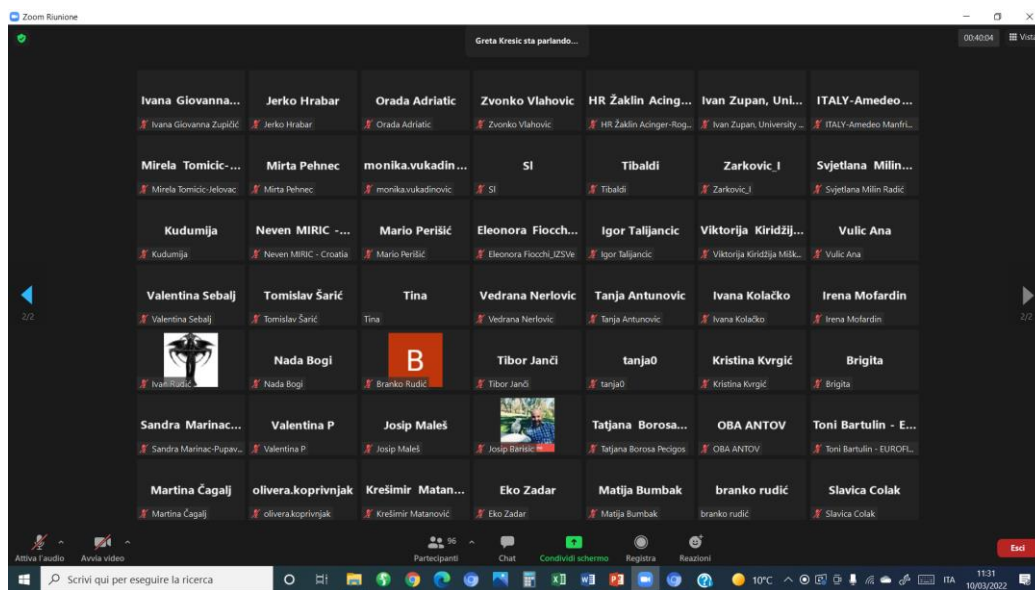 Zoom Riunione
Greta Kresic sta parlando...
00:40:04 Vista
Ivana Giovanna... Jerko Hrabar Orada Adriatic Zvonko Vlahovic HR Žaklin Acing... Ivan Zupan, Uni... ITALY-Amedeo...
Ivana Giovanna Zupičić Jerko Hrabar Orada Adriatic Zvonko Vlahovic HR Žaklin Acinger-Rog... Ivan Zupan, University ... ITALY-Amedeo Manfri...
Mirela Tomicic-... Mirta Pehnec monika.vukadin... Sl Tibaldi Zarkovic_I Svjetlana Milin...
Mirela Tomicic-Jelovac Mirta Pehnec monika.vukadinovic Sl Tibaldi Zarkovic_I Svjetlana Milin Radić
Kudumija Neven MIRIC -... Mario Perišić Eleonora Fiocch... Igor Talijancic Viktorija Kiridžij... Vulic Ana
Kudumija Neven MIRIC - Croatia Mario Perišić Eleonora Fiocchi_IZSVe Igor Talijancic Viktorija Kiridžija Mišk... Vulic Ana
Valentina Sebalj Tomislav Šarić Tina Vedrana Nerlovic Tanja Antunovic Ivana Kolačko Irena Mofardin
Valentina Sebalj Tomislav Šarić Tina Vedrana Nerlovic Tanja Antunovic Ivana Kolačko Irena Mofardin
2/2 2/2
Nada Bogi B Tibor Janči tanja0 Kristina Kvrgić Brigita
Ivan Rudić Nada Bogi Branko Rudić Tibor Janči tanja0 Kristina Kvrgić Brigita
Sandra Marinac... Valentina P Josip Maleš Tatjana Borosa... OBA ANTOV Toni Bartulin - E...
Sandra Marinac-Pupav... Valentina P Josip Maleš Josip Barisic Tatjana Borosa Pecigos OBA ANTOV Toni Bartulin - EUROFI...
Martina Čagalj olivera.koprivnjak Krešimir Matan... Eko Zadar Matija Bumbak branko rudić Slavica Colak
Martina Čagalj olivera.koprivnjak Krešimir Matanović Eko Zadar Matija Bumbak branko rudić Slavica Colak
96
Attiva l'audio Avvia video Partecipanti Chat Condividi schermo Registra Reazioni Esci
Scrivi qui per eseguire la ricerca 10°C ITA 11:31
10/03/2022